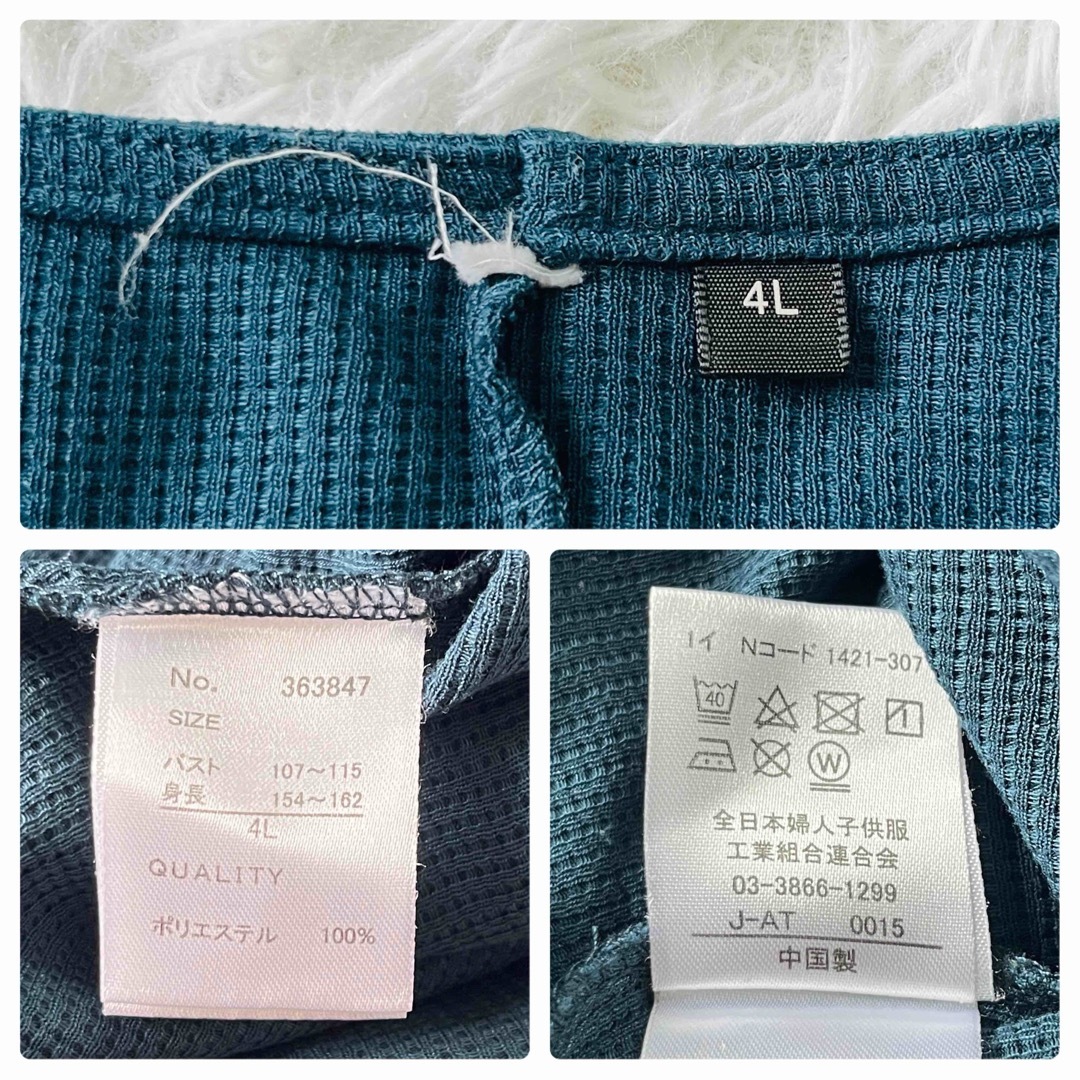 4L
No. 363847
SIZE
バスト 107～115
身長 154～162
4L
QUALITY
ポリエステル 100%
Iイ Nコード 1421-307
40
W
全日本婦人子供服
工業組合連合会
03-3866-1299
J-AT 0015
中国製